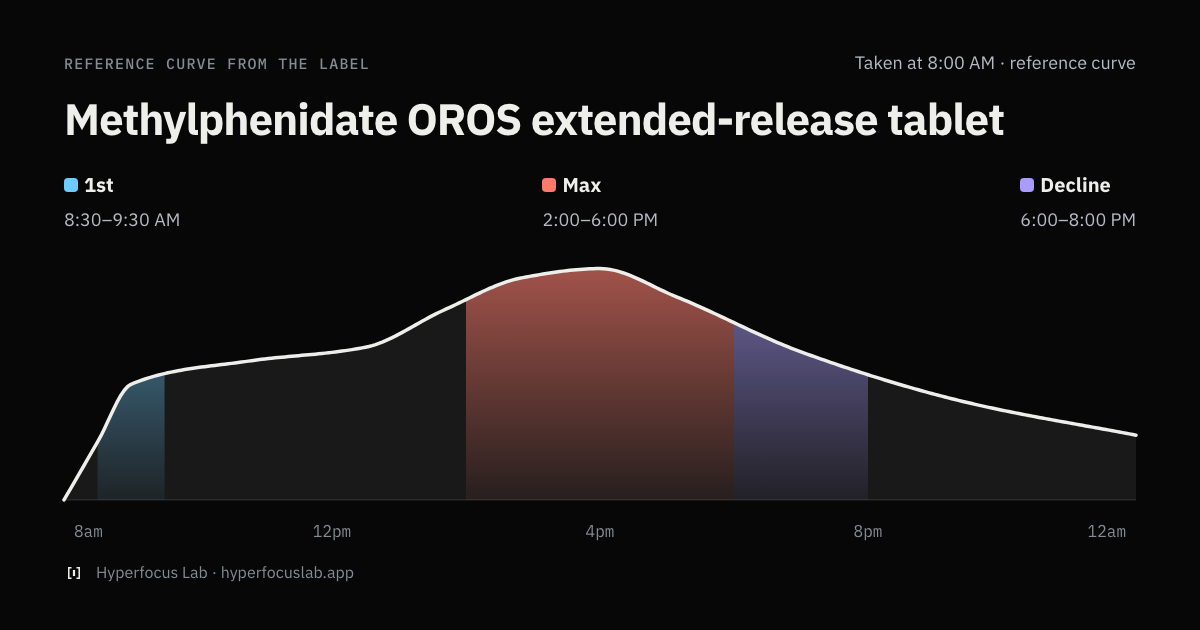 REFERENCE CURVE FROM THE LABEL
Taken at 8:00 AM · reference curve
Methylphenidate OROS extended-release tablet
1st
8:30–9:30 AM
Max
2:00–6:00 PM
Decline
6:00–8:00 PM
8am 12pm 4pm 8pm 12am
Hyperfocus Lab · hyperfocuslab.app